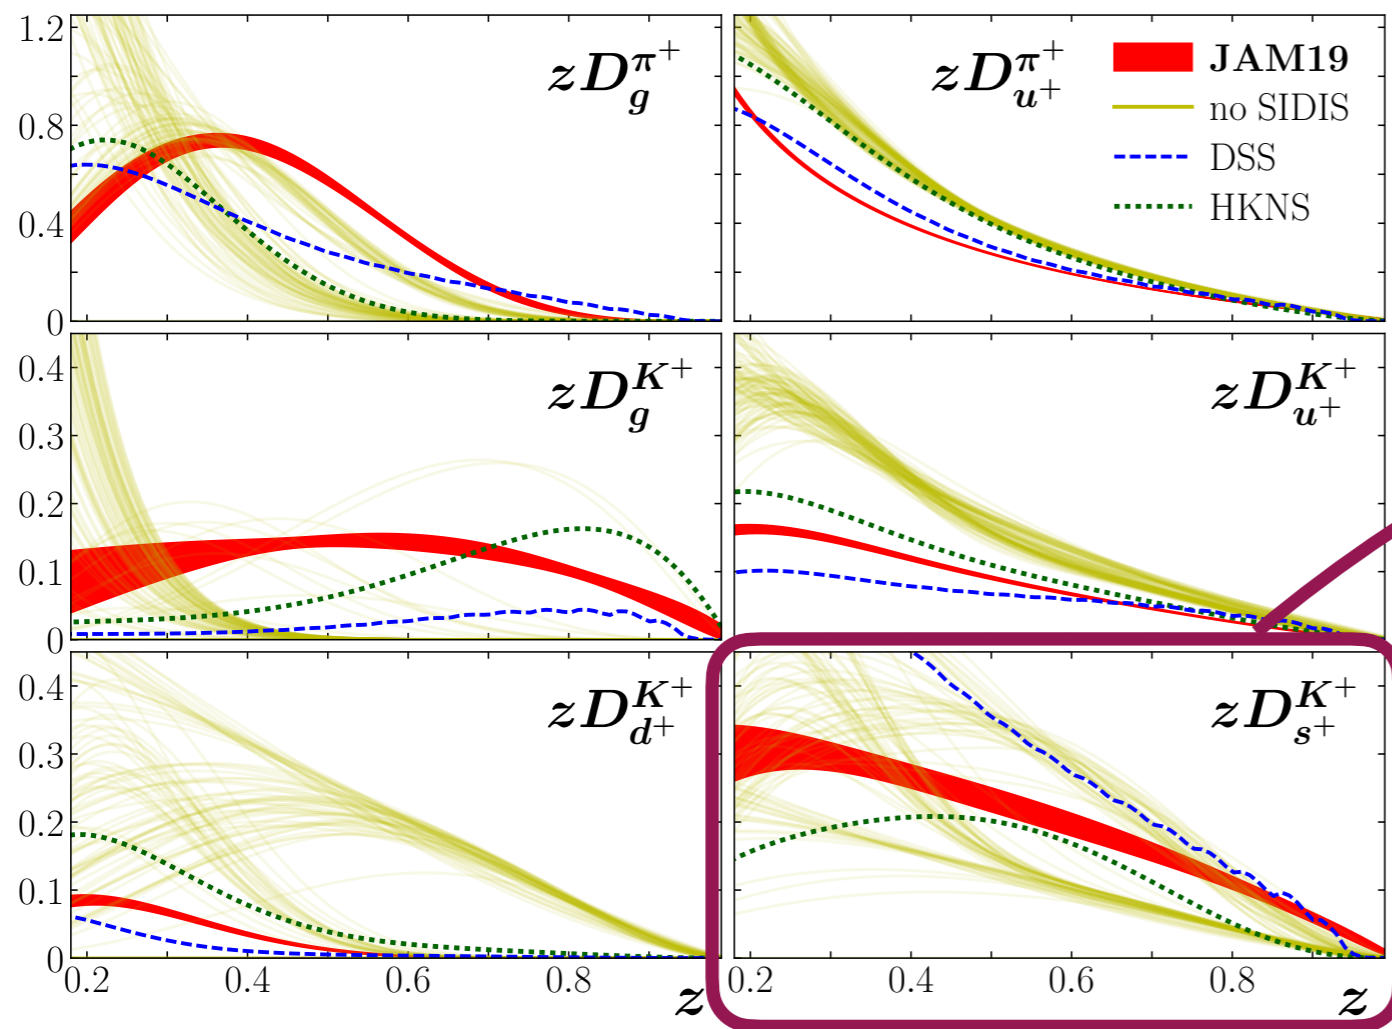 1.2
0.8
0.4
0
zD_g^{π^+}
zD_{u^+}^{π^+}
JAM19
no SIDIS
DSS
HKNS
0.4
0.3
0.2
0.1
0
zD_g^{K^+}
zD_{u^+}^{K^+}
0.4
0.3
0.2
0.1
0
zD_{d^+}^{K^+}
zD_{s^+}^{K^+}
0.2 0.4 0.6 0.8 z
0.2 0.4 0.6 0.8 z